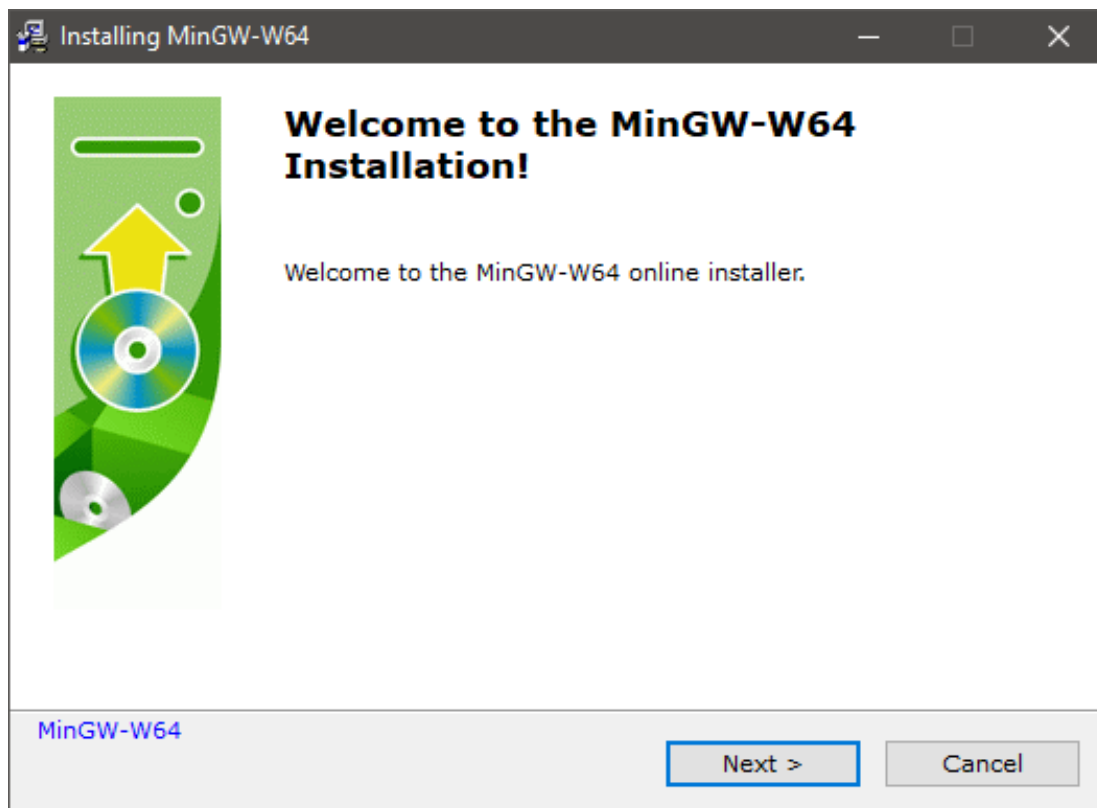 Installing MinGW-W64
Welcome to the MinGW-W64
Installation!
Welcome to the MinGW-W64 online installer.
MinGW-W64
Next >
Cancel